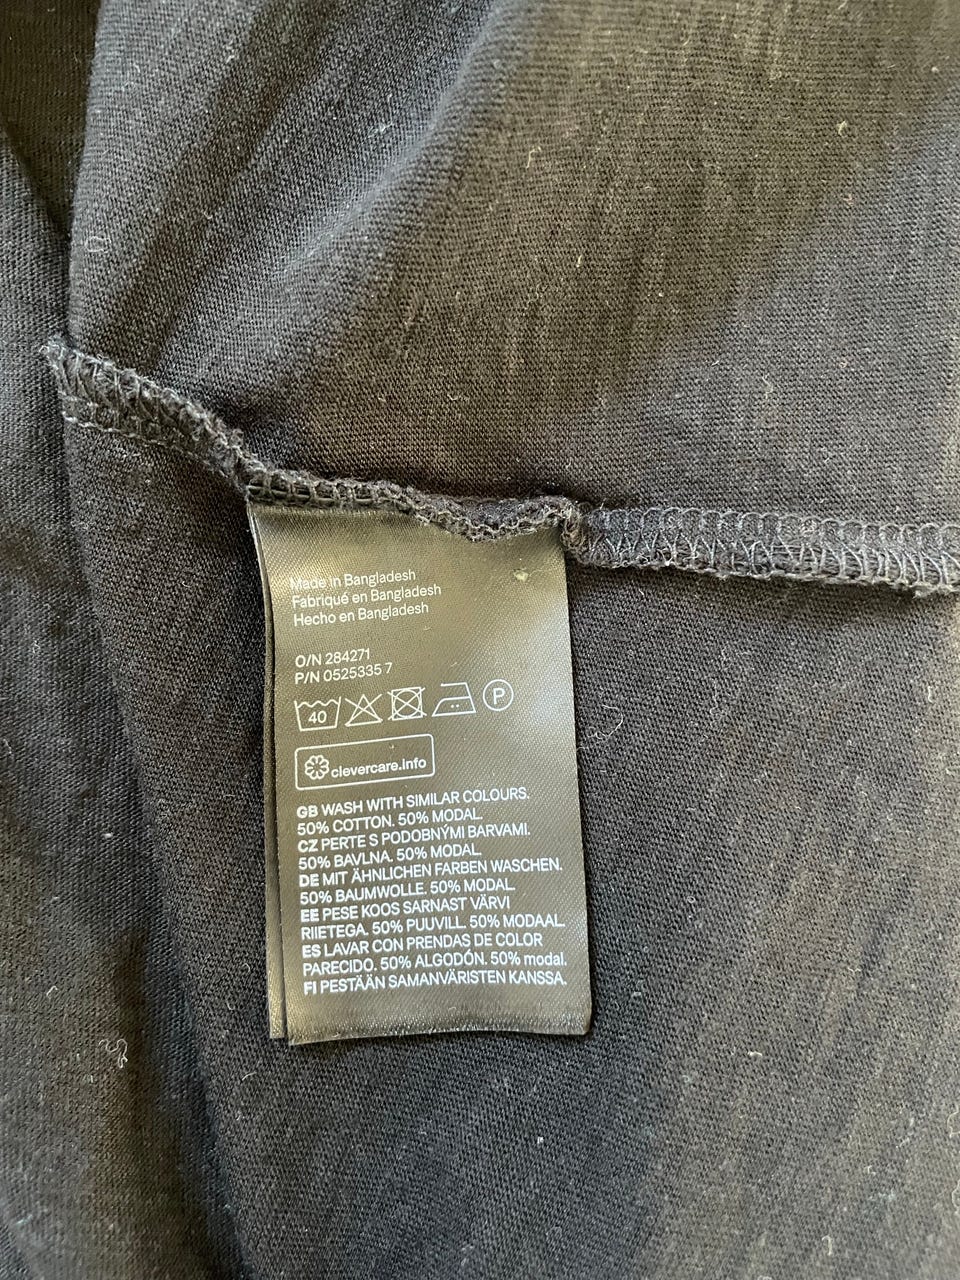 Made in Bangladesh
Fabriqué en Bangladesh
Hecho en Bangladesh
O/N 284271
P/N 0525335 7
40 P
clevercare.info
GB WASH WITH SIMILAR COLOURS.
50% COTTON. 50% MODAL.
CZ PERTE S PODOBNÝMI BARVAMI.
50% BAVLNA. 50% MODAL.
DE MIT ÄHNLICHEN FARBEN WASCHEN.
50% BAUMWOLLE. 50% MODAL.
EE PESE KOOS SARNAST VÄRVI
RIIETEGA. 50% PUUVILL. 50% MODAAL.
ES LAVAR CON PRENDAS DE COLOR
PARECIDO. 50% ALGODÓN. 50% modal.
FI PESTÄÄN SAMANVÄRISTEN KANSSA.